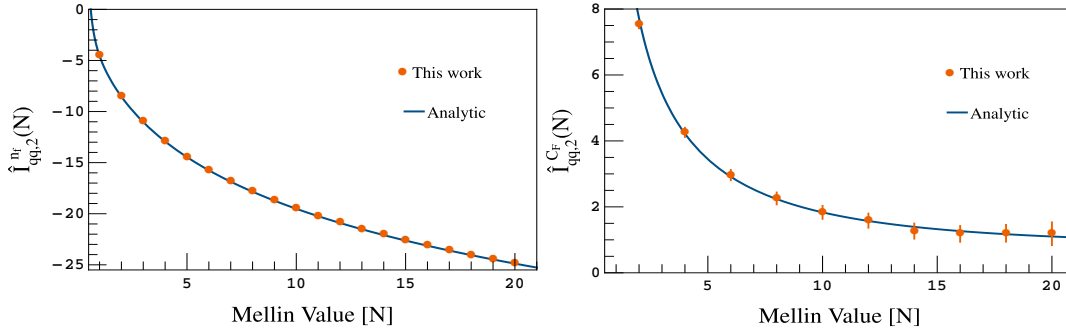 0
−5
−10
−15
−20
−25
5
10
15
20
This work
Analytic
Î^{n_f}_{qq,2}(N)
Mellin Value [N]
8
6
4
2
0
5
10
15
20
This work
Analytic
Î^{C_F}_{qq,2}(N)
Mellin Value [N]